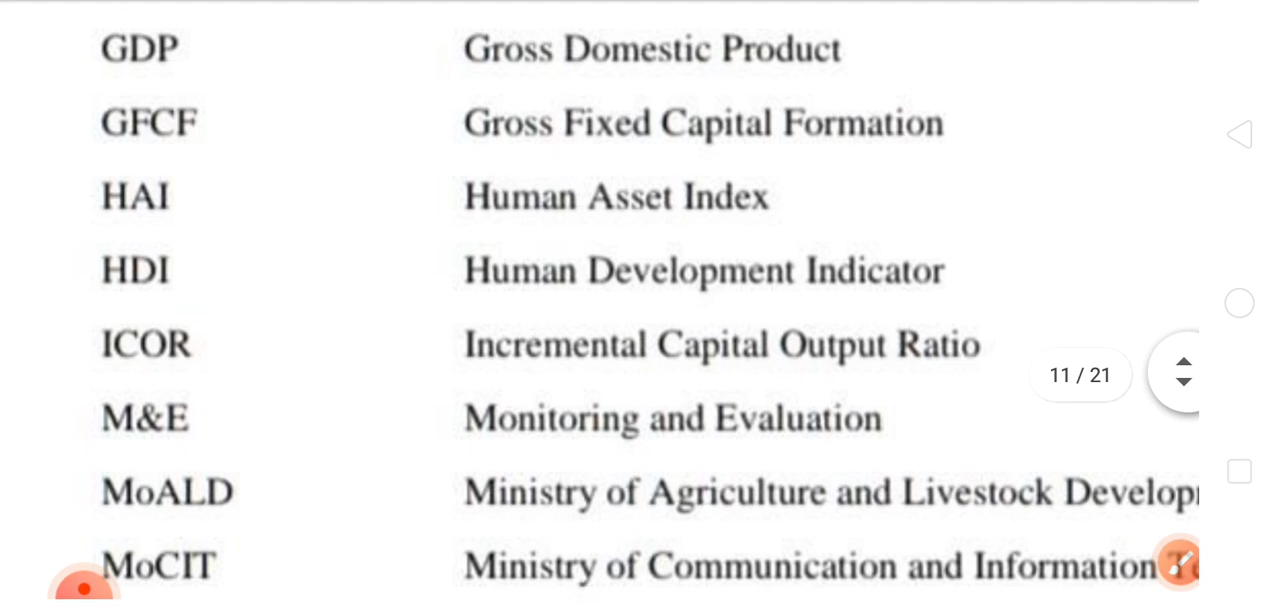 GDP Gross Domestic Product
GFCF Gross Fixed Capital Formation
HAI Human Asset Index
HDI Human Development Indicator
ICOR Incremental Capital Output Ratio
11 / 21
M&E Monitoring and Evaluation
MoALD Ministry of Agriculture and Livestock
MoCIT Ministry of Communication and Information